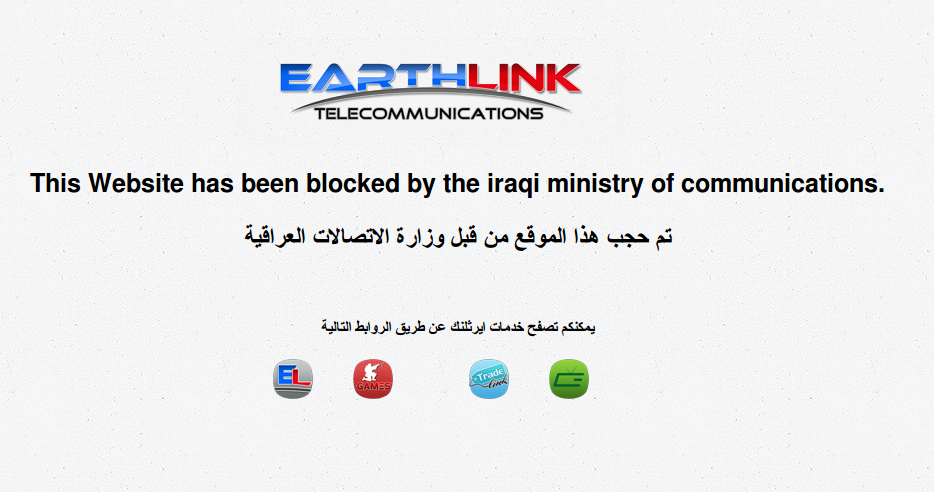 EARTHLINK
TELECOMMUNICATIONS
This Website has been blocked by the iraqi ministry of communications.
تم حجب هذا الموقع من قبل وزارة الاتصالات العراقية
يمكنكم تصفح خدمات ايرثلنك عن طريق الروابط التالية
EL GAMES Trade Link